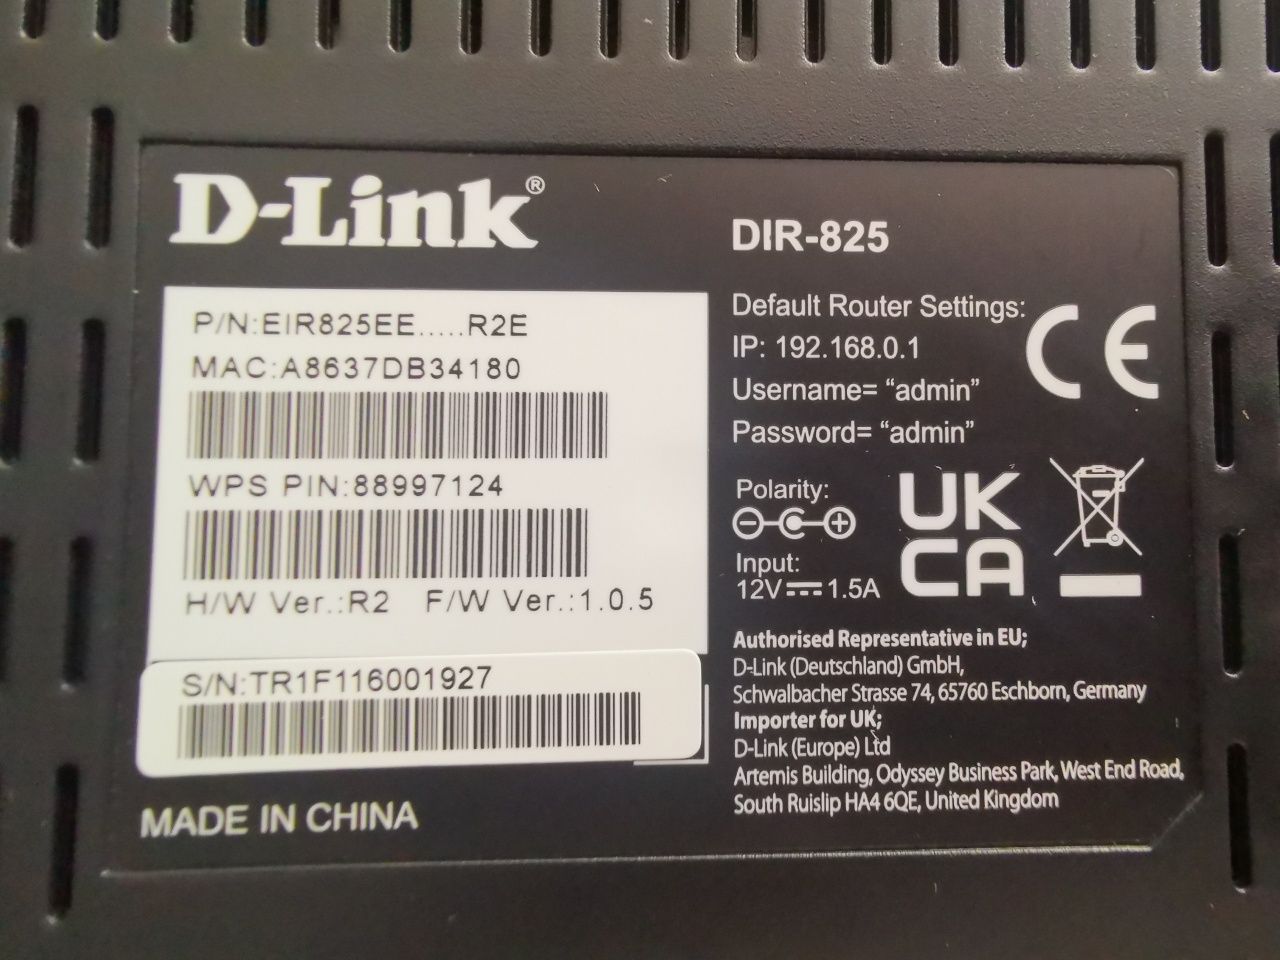 D-Link®
P/N:EIR825EE.....R2E
MAC:A8637DB34180
WPS PIN:88997124
H/W Ver.:R2 F/W Ver.:1.0.5
S/N:TR1F116001927
MADE IN CHINA
DIR-825
Default Router Settings:
IP: 192.168.0.1
Username= “admin”
Password= “admin”
CE
Polarity:
Input:
12V⎓1.5A
UK
CA
Authorised Representative in EU;
D-Link (Deutschland) GmbH,
Schwalbacher Strasse 74, 65760 Eschborn, Germany
Importer for UK;
D-Link (Europe) Ltd
Artemis Building, Odyssey Business Park, West End Road,
South Ruislip HA4 6QE, United Kingdom